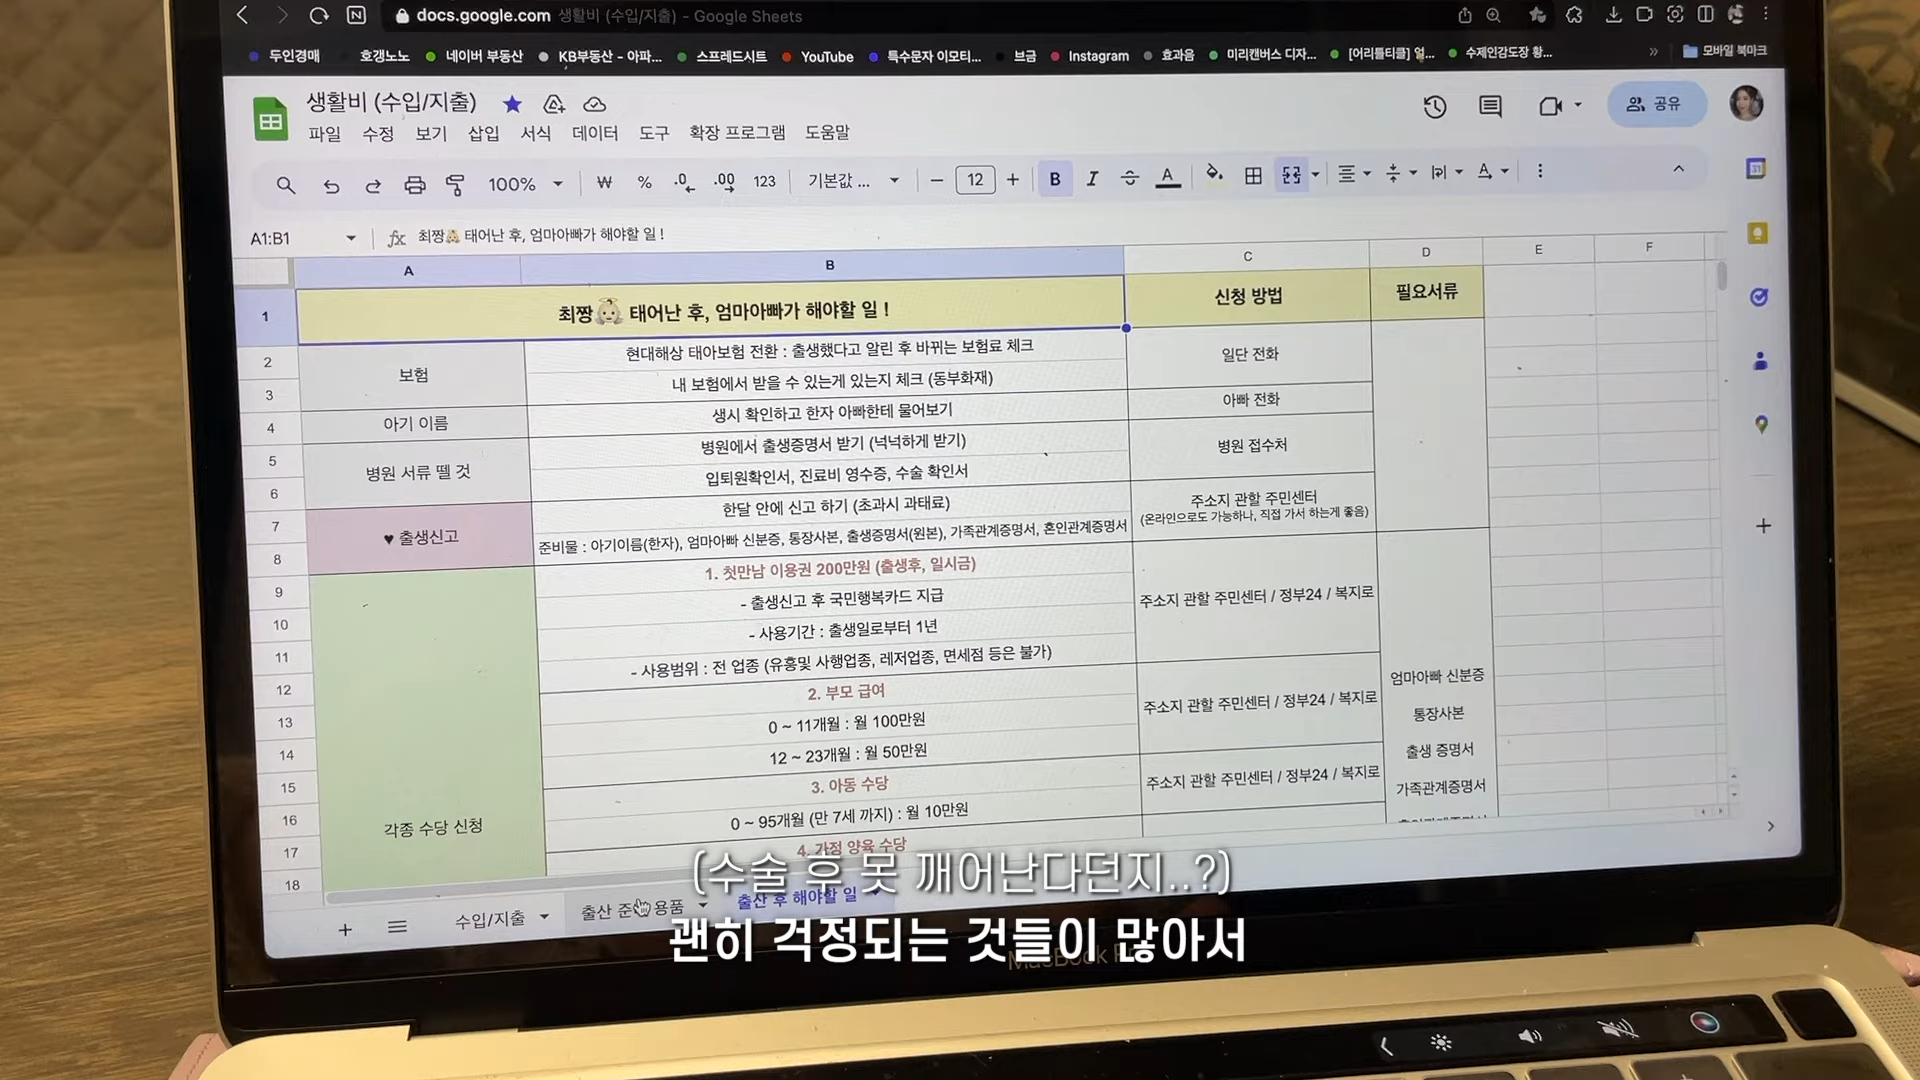 docs.google.com 생활비 (수입/지출) - Google Sheets
두인경매 호갱노노 네이버 부동산 KB부동산 - 아파... 스프레드시트 YouTube 특수문자 이모티... 브금 Instagram 효과음 미리캔버스 디자... [어리틀티클] 얼... 수제인감도장 황... » 모바일 북마크
생활비 (수입/지출)
공유
파일 수정 보기 삽입 서식 데이터 도구 확장 프로그램 도움말
100% ₩ % .0 .00 123 기본값 ... − 12 + B I A
A1:B1 fx 최짱👼 태어난 후, 엄마아빠가 해야할 일 !
A B C D E F
1 최짱👼 태어난 후, 엄마아빠가 해야할 일 ! 신청 방법 필요서류
2 보험 현대해상 태아보험 전환 : 출생했다고 알린 후 바뀌는 보험료 체크 일단 전화
3 내 보험에서 받을 수 있는게 있는지 체크 (동부화재)
4 아기 이름 생시 확인하고 한자 아빠한테 물어보기 아빠 전화
5 병원 서류 뗄 것 병원에서 출생증명서 받기 (넉넉하게 받기) 병원 접수처
6 입퇴원확인서, 진료비 영수증, 수술 확인서
7 ♥ 출생신고 한달 안에 신고 하기 (초과시 과태료) 주소지 관할 주민센터
(온라인으로도 가능하나, 직접 가서 하는게 좋음)
8 준비물 : 아기이름(한자), 엄마아빠 신분증, 통장사본, 출생증명서(원본), 가족관계증명서, 혼인관계증명서
9 1. 첫만남 이용권 200만원 (출생후, 일시금)
10 - 출생신고 후 국민행복카드 지급 주소지 관할 주민센터 / 정부24 / 복지로
11 - 사용기간 : 출생일로부터 1년
12 - 사용범위 : 전 업종 (유흥및 사행업종, 레저업종, 면세점 등은 불가)
13 2. 부모 급여 엄마아빠 신분증
14 0 ~ 11개월 : 월 100만원 주소지 관할 주민센터 / 정부24 / 복지로 통장사본
15 12 ~ 23개월 : 월 50만원 출생 증명서
16 3. 아동 수당 주소지 관할 주민센터 / 정부24 / 복지로 가족관계증명서
17 각종 수당 신청 0 ~ 95개월 (만 7세 까지) : 월 10만원
18 4. 가정 양육 수당
(수술 후 못 깨어난다던지..?)
+ 수입/지출 출산 준비 용품 출산 후 해야할 일
괜히 걱정되는 것들이 많아서